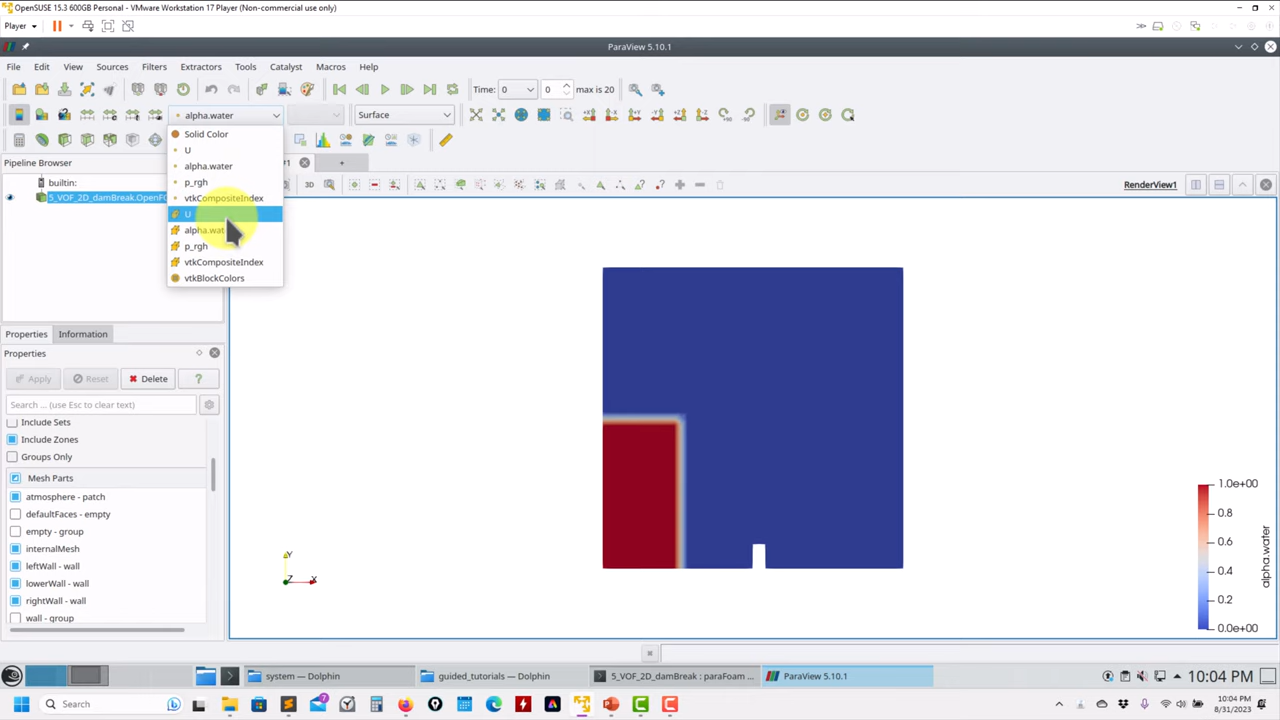 OpenSUSE 15.3 600GB Personal - VMware Workstation 17 Player (Non-commercial use only)
Player
ParaView 5.10.1
File Edit View Sources Filters Extractors Tools Catalyst Macros Help
Time: 0 0 max is 20
alpha.water Surface
Solid Color
U
alpha.water
p_rgh
vtkCompositeIndex
U
p_rgh
vtkCompositeIndex
vtkBlockColors
Pipeline Browser
#1
+
builtin:
3D
RenderView1
Properties Information
Properties
Apply Reset Delete ?
Search ... (use Esc to clear text)
Include Sets
Include Zones
Groups Only
Mesh Parts
atmosphere - patch
defaultFaces - empty
empty - group
internalMesh
leftWall - wall
lowerWall - wall
rightWall - wall
wall - group
Y
Z
X
1.0e+00
0.8
0.6
0.4
0.2
0.0e+00
alpha.water
system — Dolphin guided_tutorials — Dolphin 5_VOF_2D_damBreak : paraFoam ... ParaView 5.10.1 10:04 PM
Search
10:04 PM
8/31/2023